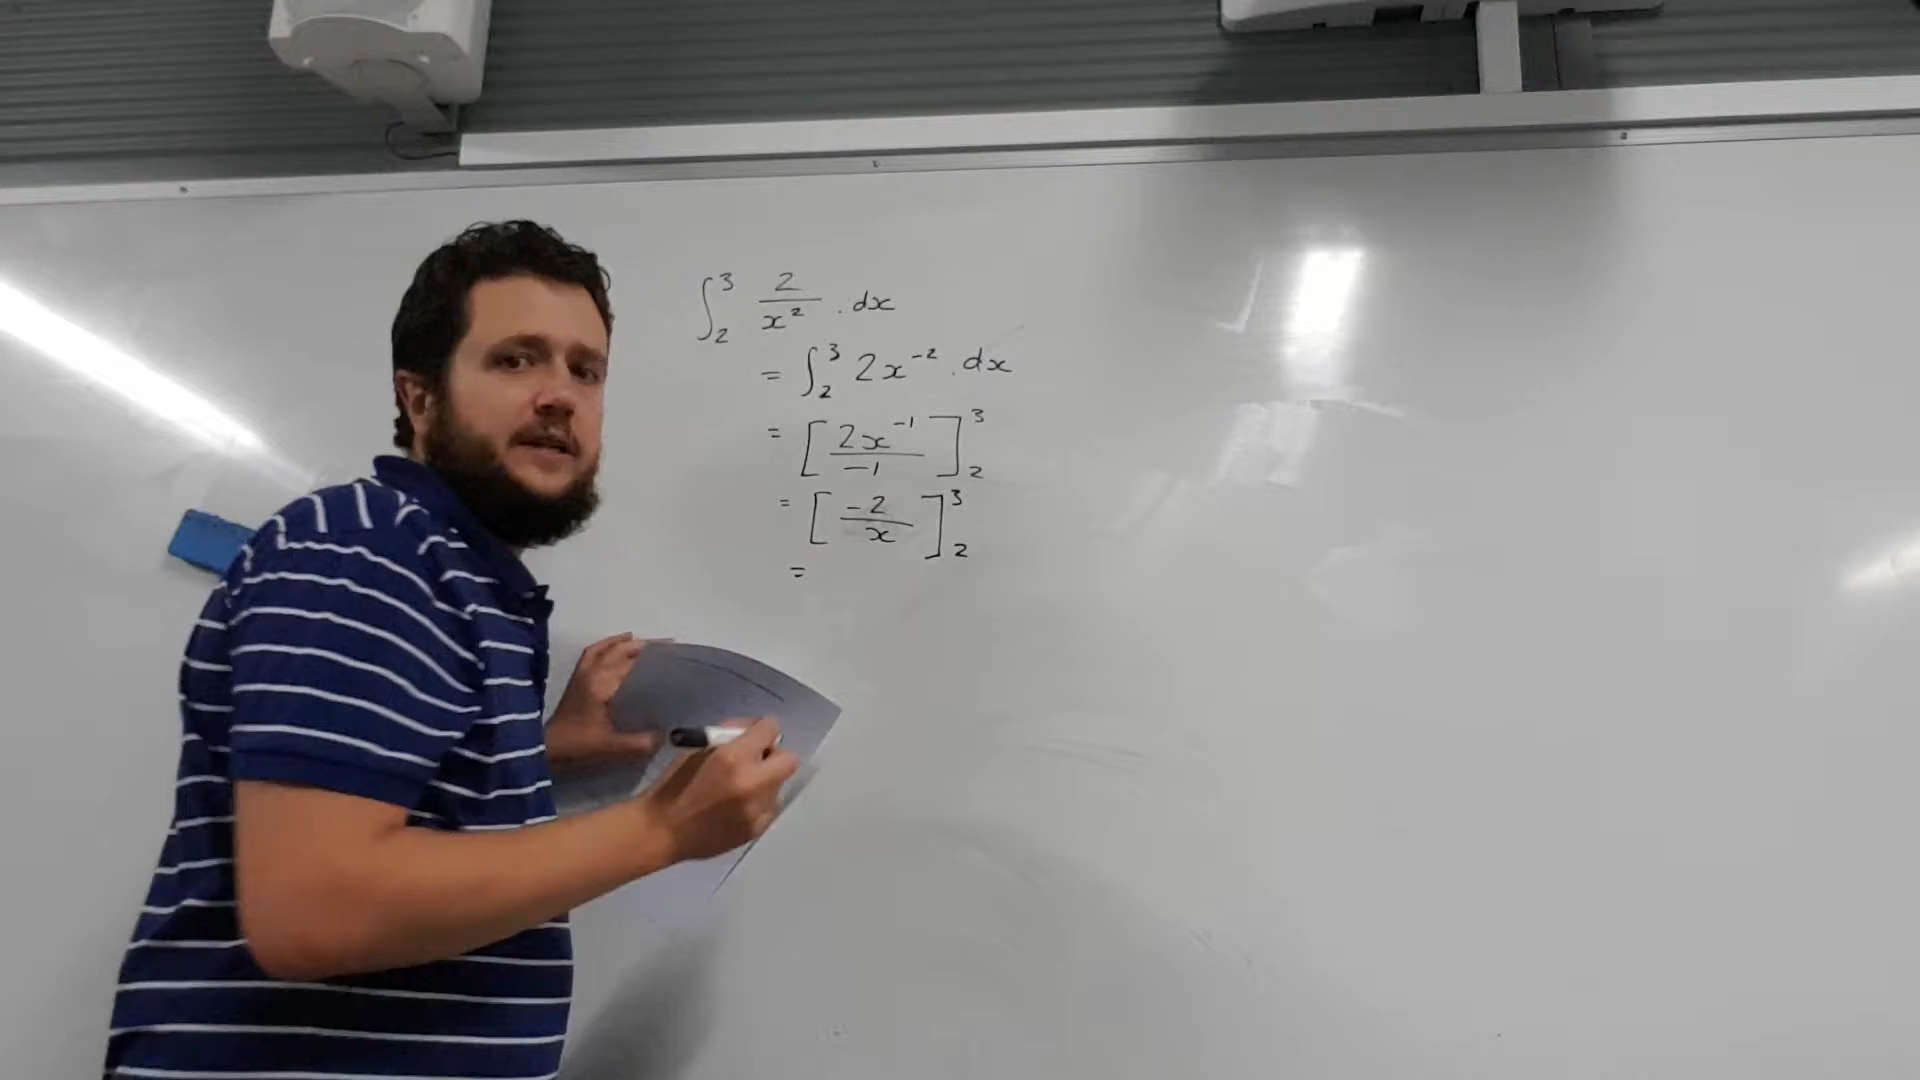 ∫₂³ 2/x² . dx
= ∫₂³ 2x⁻² . dx
= [2x⁻¹/-1]₂³
= [-2/x]₂³
=